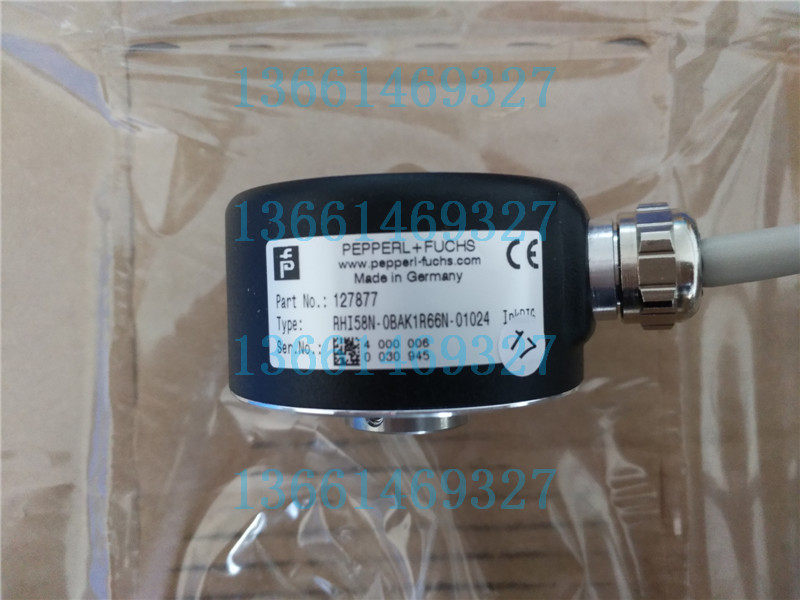 13661469327
13661469327
PEPPERL+FUCHS
www.pepperl-fuchs.com
Made in Germany
CE
Part No.: 127877
Type: RHI58N-0BAK1R66N-01024
Ser.No.: 4 000 006
0 030 945
17
13661469327
13661469327